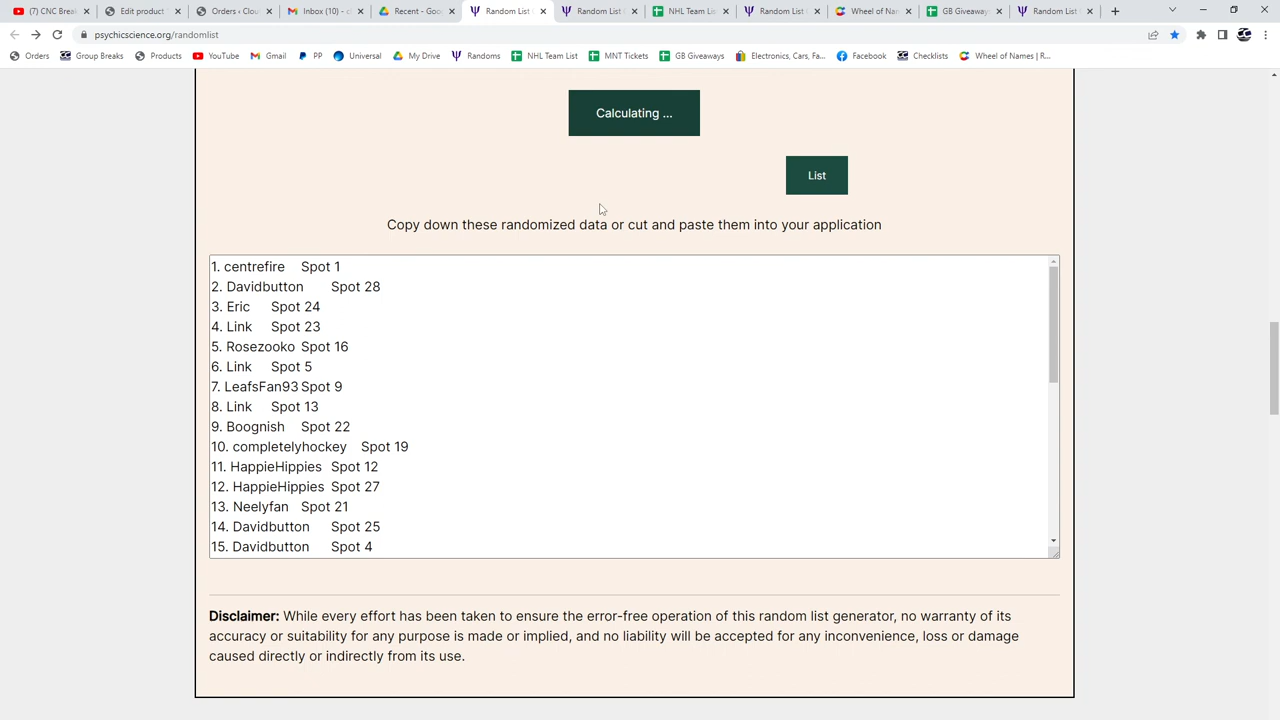 (7) CNC Brea
Edit product
Orders ‹ Clou
Inbox (10) - c
Recent - Goo
Random List
Random List
NHL Team Lis
Random List
Wheel of Nam
GB Giveaways
Random List
psychicscience.org/randomlist
Orders
Group Breaks
Products
YouTube
Gmail
PP
Universal
My Drive
Randoms
NHL Team List
MNT Tickets
GB Giveaways
Electronics, Cars, Fa...
Facebook
Checklists
Wheel of Names | R...
Calculating ...
List
Copy down these randomized data or cut and paste them into your application
1. centrefire Spot 1
2. Davidbutton Spot 28
3. Eric Spot 24
4. Link Spot 23
5. Rosezooko Spot 16
6. Link Spot 5
7. LeafsFan93 Spot 9
8. Link Spot 13
9. Boognish Spot 22
10. completelyhockey Spot 19
11. HappieHippies Spot 12
12. HappieHippies Spot 27
13. Neelyfan Spot 21
14. Davidbutton Spot 25
15. Davidbutton Spot 4
Disclaimer: While every effort has been taken to ensure the error-free operation of this random list generator, no warranty of its
accuracy or suitability for any purpose is made or implied, and no liability will be accepted for any inconvenience, loss or damage
caused directly or indirectly from its use.